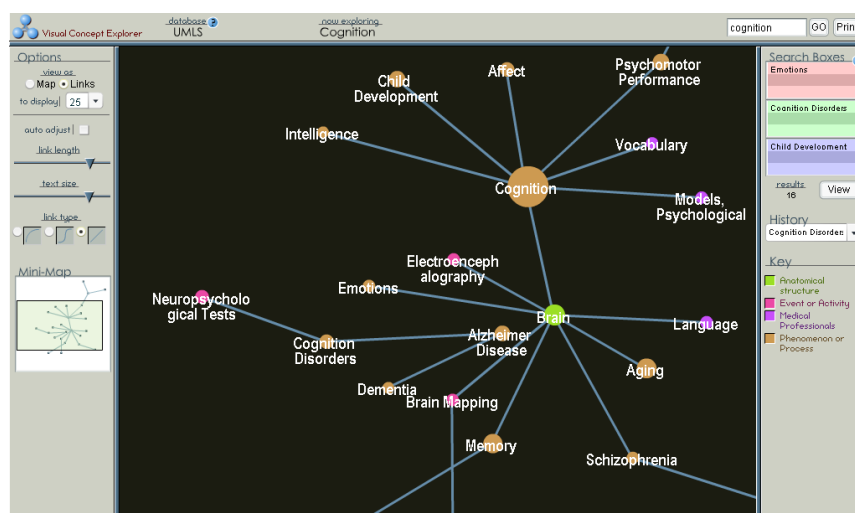 Visual Concept Explorer
database ?
UMLS
now exploring
Cognition
cognition
GO
Prin
Options
view as
Map
Links
to display
25
auto adjust
link length
text size
link type
Mini-Map
Child
Development
Affect
Psychomotor
Performance
Intelligence
Vocabulary
Cognition
Models,
Psychological
Electroenceph
alography
Emotions
Neuropsycholo
gical Tests
Brain
Language
Cognition
Disorders
Alzheimer
Disease
Aging
Dementia
Brain Mapping
Memory
Schizophrenia
Search Boxes
Emotions
Cognition Disorders
Child Development
results
16
View
History
Cognition Disorder
Key
Anatomical
structure
Event or Activity
Medical
Professionals
Phenomenon or
Process